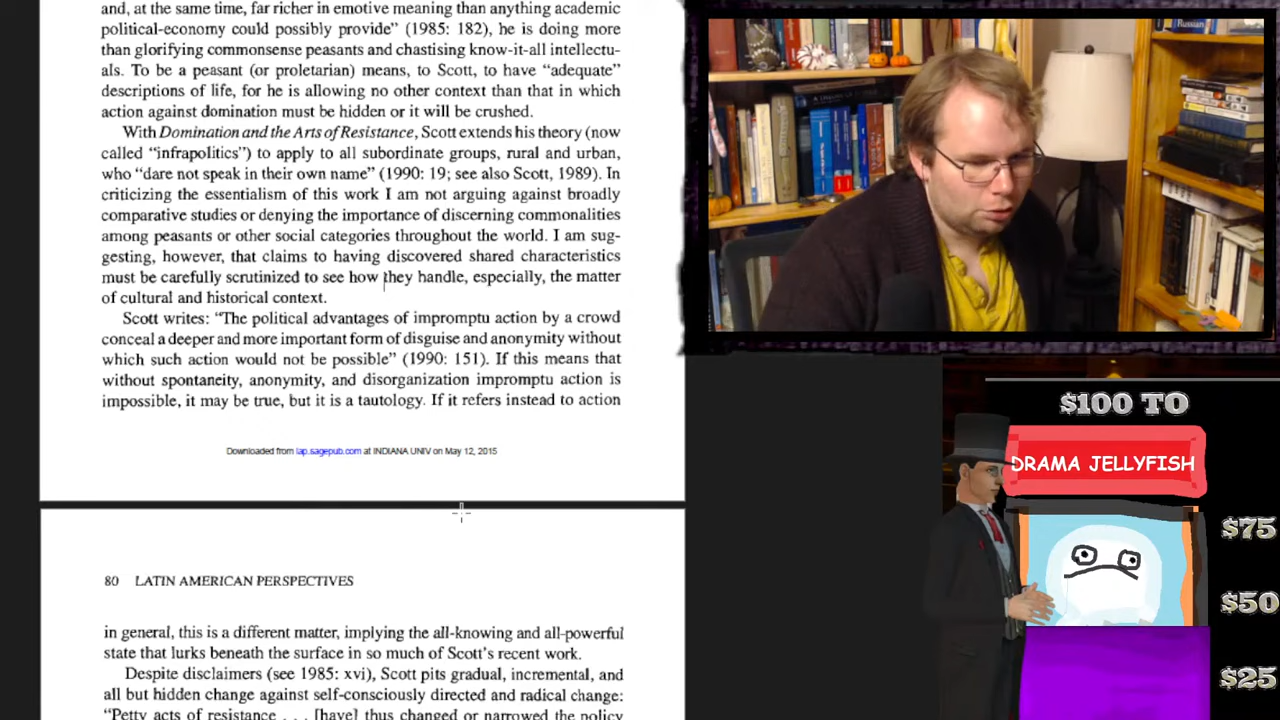 and, at the same time, far richer in emotive meaning than anything academic
political-economy could possibly provide” (1985: 182), he is doing more
than glorifying commonsense peasants and chastising know-it-all intellectu-
als. To be a peasant (or proletarian) means, to Scott, to have “adequate”
descriptions of life, for he is allowing no other context than that in which
action against domination must be hidden or it will be crushed.
With Domination and the Arts of Resistance, Scott extends his theory (now
called “infrapolitics”) to apply to all subordinate groups, rural and urban,
who “dare not speak in their own name” (1990: 19; see also Scott, 1989). In
criticizing the essentialism of this work I am not arguing against broadly
comparative studies or denying the importance of discerning commonalities
among peasants or other social categories throughout the world. I am sug-
gesting, however, that claims to having discovered shared characteristics
must be carefully scrutinized to see how they handle, especially, the matter
of cultural and historical context.
Scott writes: “The political advantages of impromptu action by a crowd
conceal a deeper and more important form of disguise and anonymity without
which such action would not be possible” (1990: 151). If this means that
without spontaneity, anonymity, and disorganization impromptu action is
impossible, it may be true, but it is a tautology. If it refers instead to action
Downloaded from lap.sagepub.com at INDIANA UNIV on May 12, 2015
80 LATIN AMERICAN PERSPECTIVES
in general, this is a different matter, implying the all-knowing and all-powerful
state that lurks beneath the surface in so much of Scott’s recent work.
Despite disclaimers (see 1985: xvi), Scott pits gradual, incremental, and
all but hidden change against self-consciously directed and radical change:
“Petty acts of resistance . . . [have] thus changed or narrowed the policy
Russian
$100 TO
DRAMA JELLYFISH
$75
$50
$25